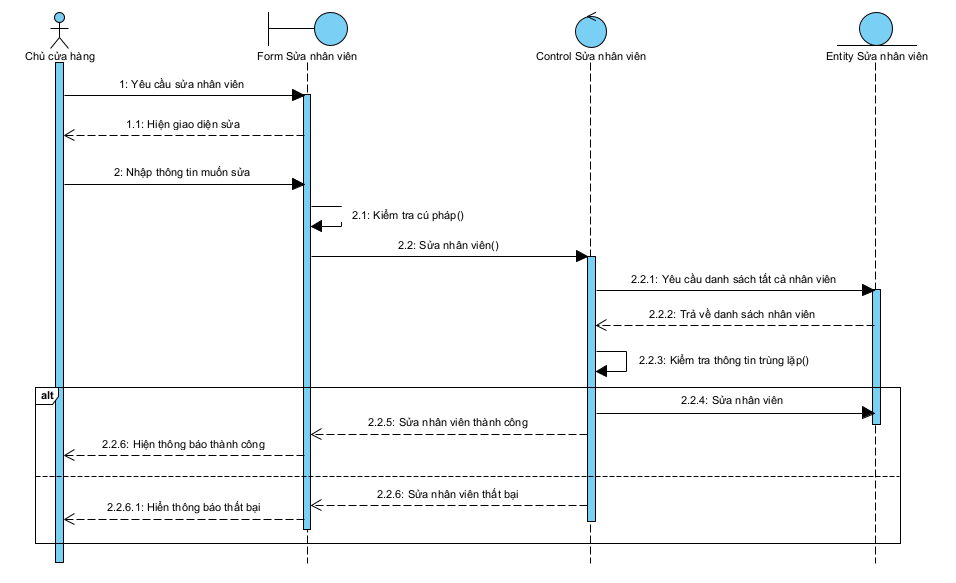 Chủ cửa hàng
Form Sửa nhân viên
Control Sửa nhân viên
Entity Sửa nhân viên
1: Yêu cầu sửa nhân viên
1.1: Hiện giao diện sửa
2: Nhập thông tin muốn sửa
2.1: Kiểm tra cú pháp()
2.2: Sửa nhân viên()
2.2.1: Yêu cầu danh sách tất cả nhân viên
2.2.2: Trả về danh sách nhân viên
2.2.3: Kiểm tra thông tin trùng lặp()
alt
2.2.4: Sửa nhân viên
2.2.5: Sửa nhân viên thành công
2.2.6: Hiện thông báo thành công
2.2.6: Sửa nhân viên thất bại
2.2.6.1: Hiển thông báo thất bại